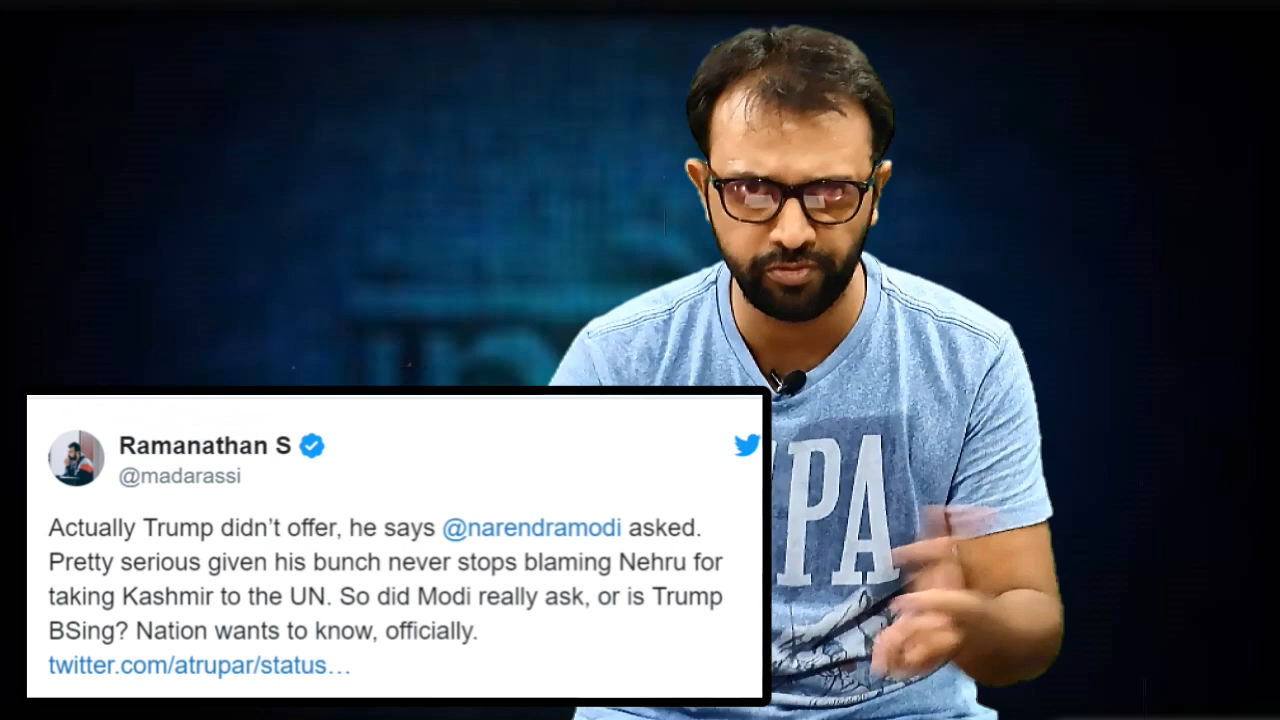 Ramanathan S
@madarassi
Actually Trump didn’t offer, he says @narendramodi asked.
Pretty serious given his bunch never stops blaming Nehru for
taking Kashmir to the UN. So did Modi really ask, or is Trump
BSing? Nation wants to know, officially.
twitter.com/atrupar/status…
PA